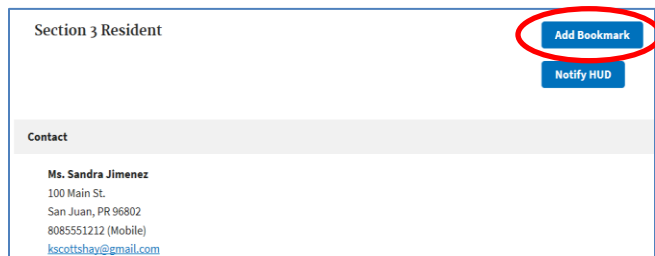 Section 3 Resident
Add Bookmark
Notify HUD
Contact
Ms. Sandra Jimenez
100 Main St.
San Juan, PR 96802
8085551212 (Mobile)
kscottshay@gmail.com